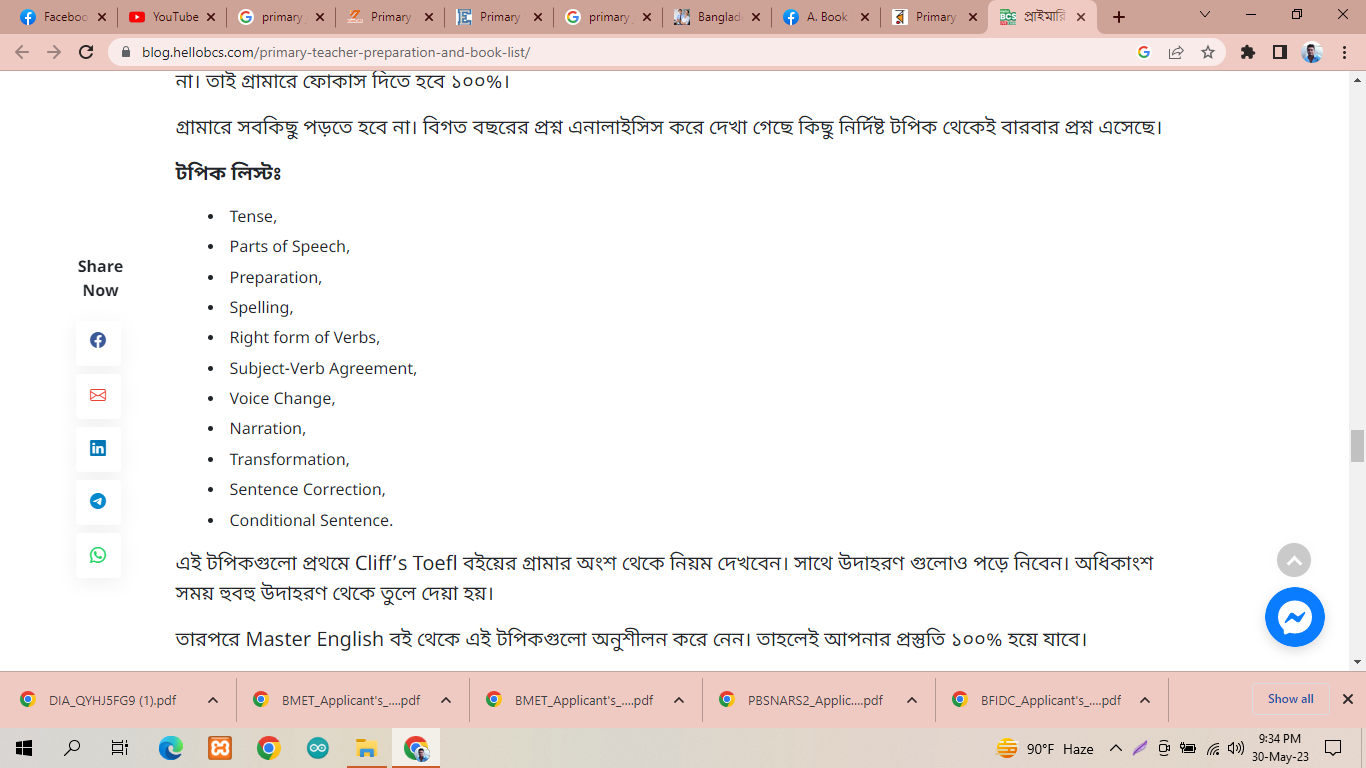 Faceboo
YouTube
primary
Primary
Primary
primary
Banglad
A. Book
Primary
BCS প্রাইমারি
blog.hellobcs.com/primary-teacher-preparation-and-book-list/
না। তাই গ্রামারে ফোকাস দিতে হবে ১০০%।
গ্রামারে সবকিছু পড়তে হবে না। বিগত বছরের প্রশ্ন এনালাইসিস করে দেখা গেছে কিছু নির্দিষ্ট টপিক থেকেই বারবার প্রশ্ন এসেছে।
টপিক লিস্টঃ
• Tense,
• Parts of Speech,
• Preparation,
• Spelling,
• Right form of Verbs,
• Subject-Verb Agreement,
• Voice Change,
• Narration,
• Transformation,
• Sentence Correction,
• Conditional Sentence.
Share
Now
এই টপিকগুলো প্রথমে Cliff’s Toefl বইয়ের গ্রামার অংশ থেকে নিয়ম দেখবেন। সাথে উদাহরণ গুলোও পড়ে নিবেন। অধিকাংশ
সময় হুবহু উদাহরণ থেকে তুলে দেয়া হয়।
তারপরে Master English বই থেকে এই টপিকগুলো অনুশীলন করে নেন। তাহলেই আপনার প্রস্তুতি ১০০% হয়ে যাবে।
DIA_QYHJ5FG9 (1).pdf
BMET_Applicant's_....pdf
BMET_Applicant's_....pdf
PBSNARS2_Applic....pdf
BFIDC_Applicant's_....pdf
Show all
90°F Haze
9:34 PM
30-May-23